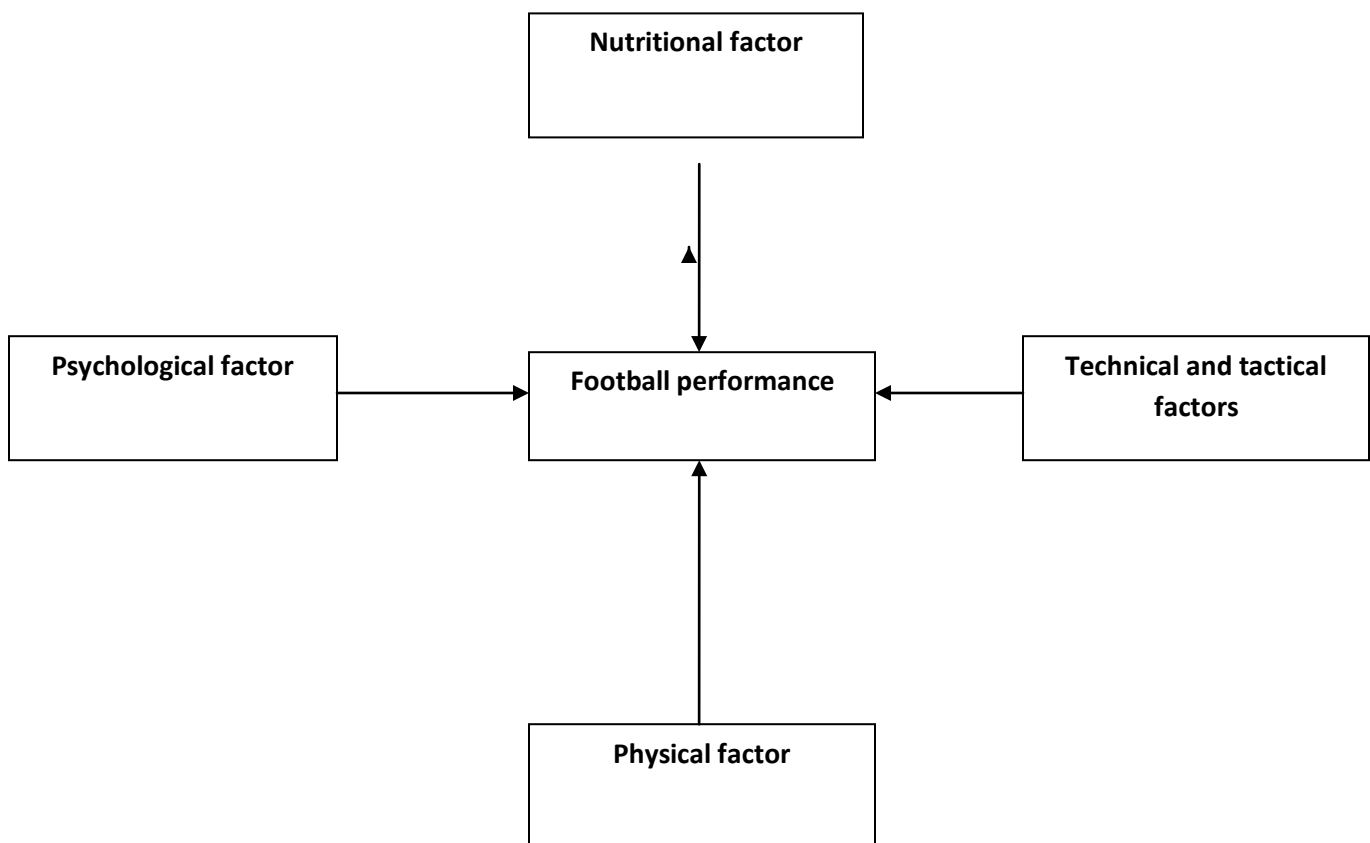 Nutritional factor
Psychological factor
Football performance
Technical and tactical
factors
Physical factor